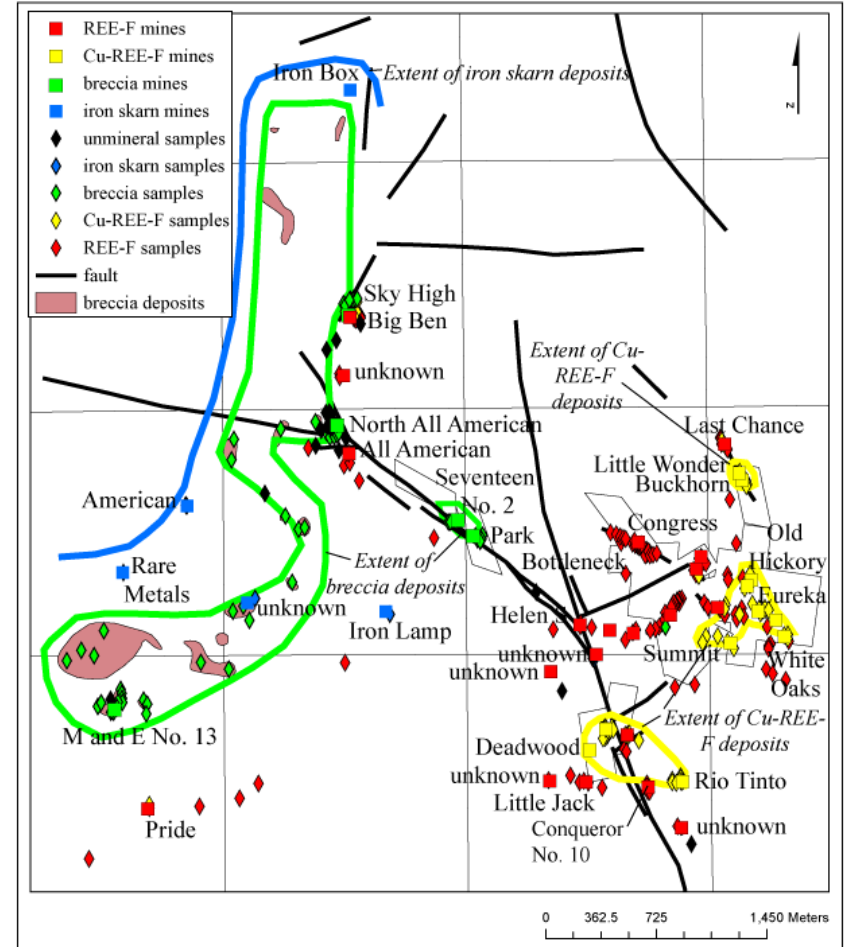 REE-F mines
Cu-REE-F mines
breccia mines
iron skarn mines
unmineral samples
iron skarn samples
breccia samples
Cu-REE-F samples
REE-F samples
fault
breccia deposits
Iron Box
Extent of iron skarn deposits
z
Sky High
Big Ben
unknown
Extent of Cu-
REE-F
deposits
North All American
All American
Last Chance
Little Wonder
Buckhorn
Seventeen
No. 2
American
Congress
Old
Park
Extent of
breccia deposits
Bottleneck
Hickory
Rare
Metals
Eureka
unknown
Iron Lamp
Helen S
unknown
Summit
White
Oaks
unknown
M and E No. 13
Extent of Cu-REE-
F deposits
Deadwood
unknown
Rio Tinto
Little Jack
Pride
Conqueror
No. 10
unknown
0 362.5 725 1,450 Meters